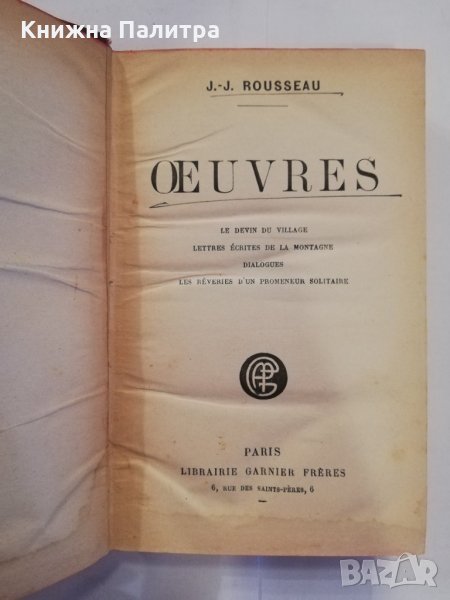 Книжна Палитра
J.-J. ROUSSEAU
ŒUVRES
LE DEVIN DU VILLAGE
LETTRES ÉCRITES DE LA MONTAGNE
DIALOGUES
LES RÊVERIES D'UN PROMENEUR SOLITAIRE
PARIS
LIBRAIRIE GARNIER FRÈRES
6, RUE DES SAINTS-PÈRES, 6
BAZAR